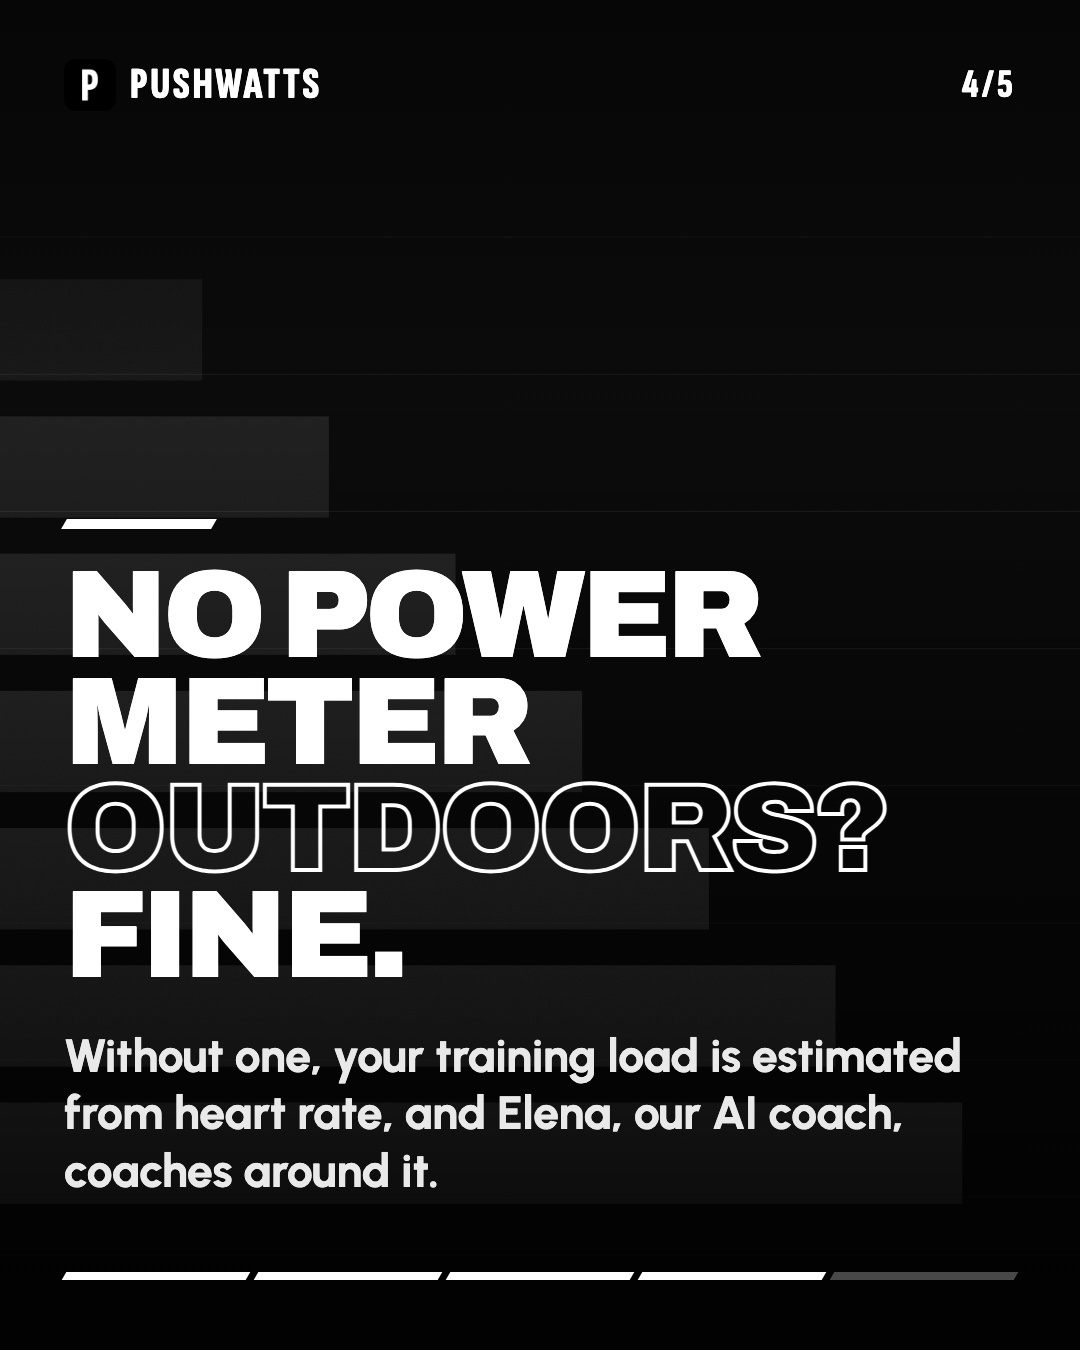 P PUSHWATTS
4/5
NO POWER
METER
OUTDOORS?
FINE.
Without one, your training load is estimated
from heart rate, and Elena, our AI coach,
coaches around it.